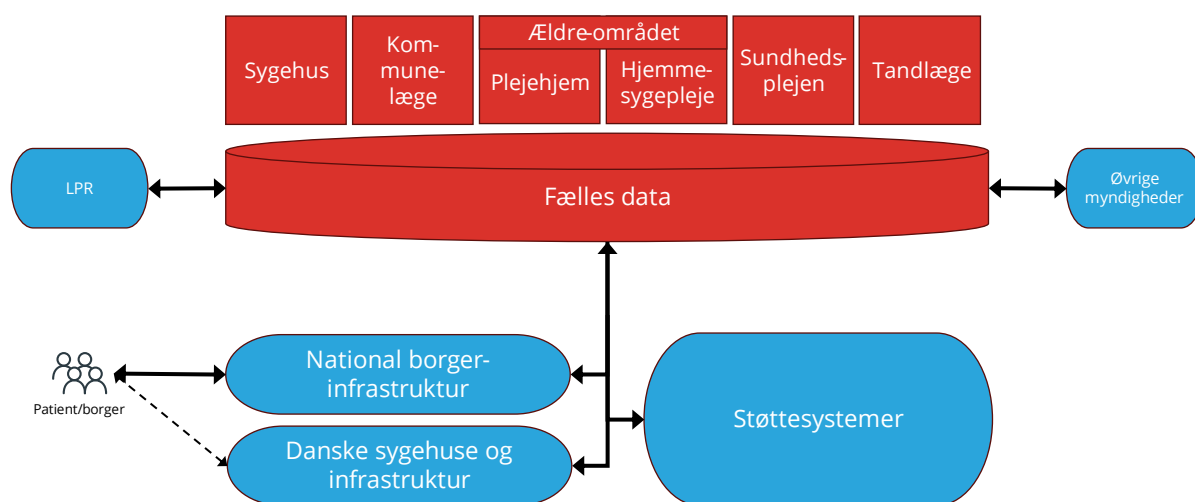 Sygehus
Kom-
mune-
læge
Ældre-området
Plejehjem
Hjemme-
sygepleje
Sundheds-
plejen
Tandlæge
LPR
Fælles data
Øvrige
myndigheder
Patient/borger
National borger-
infrastruktur
Danske sygehuse og
infrastruktur
Støttesystemer